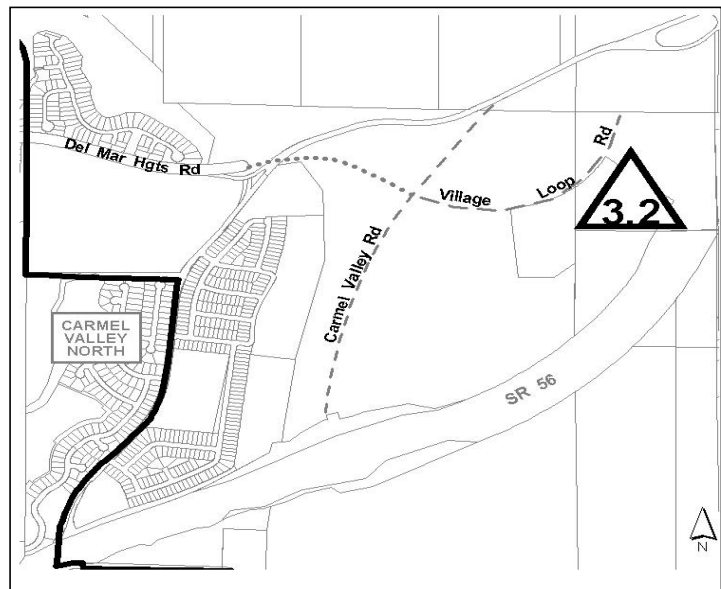 Del Mar Hgts Rd
Village Loop Rd
3.2
Carmel Valley Rd
CARMEL
VALLEY
NORTH
SR 56
N